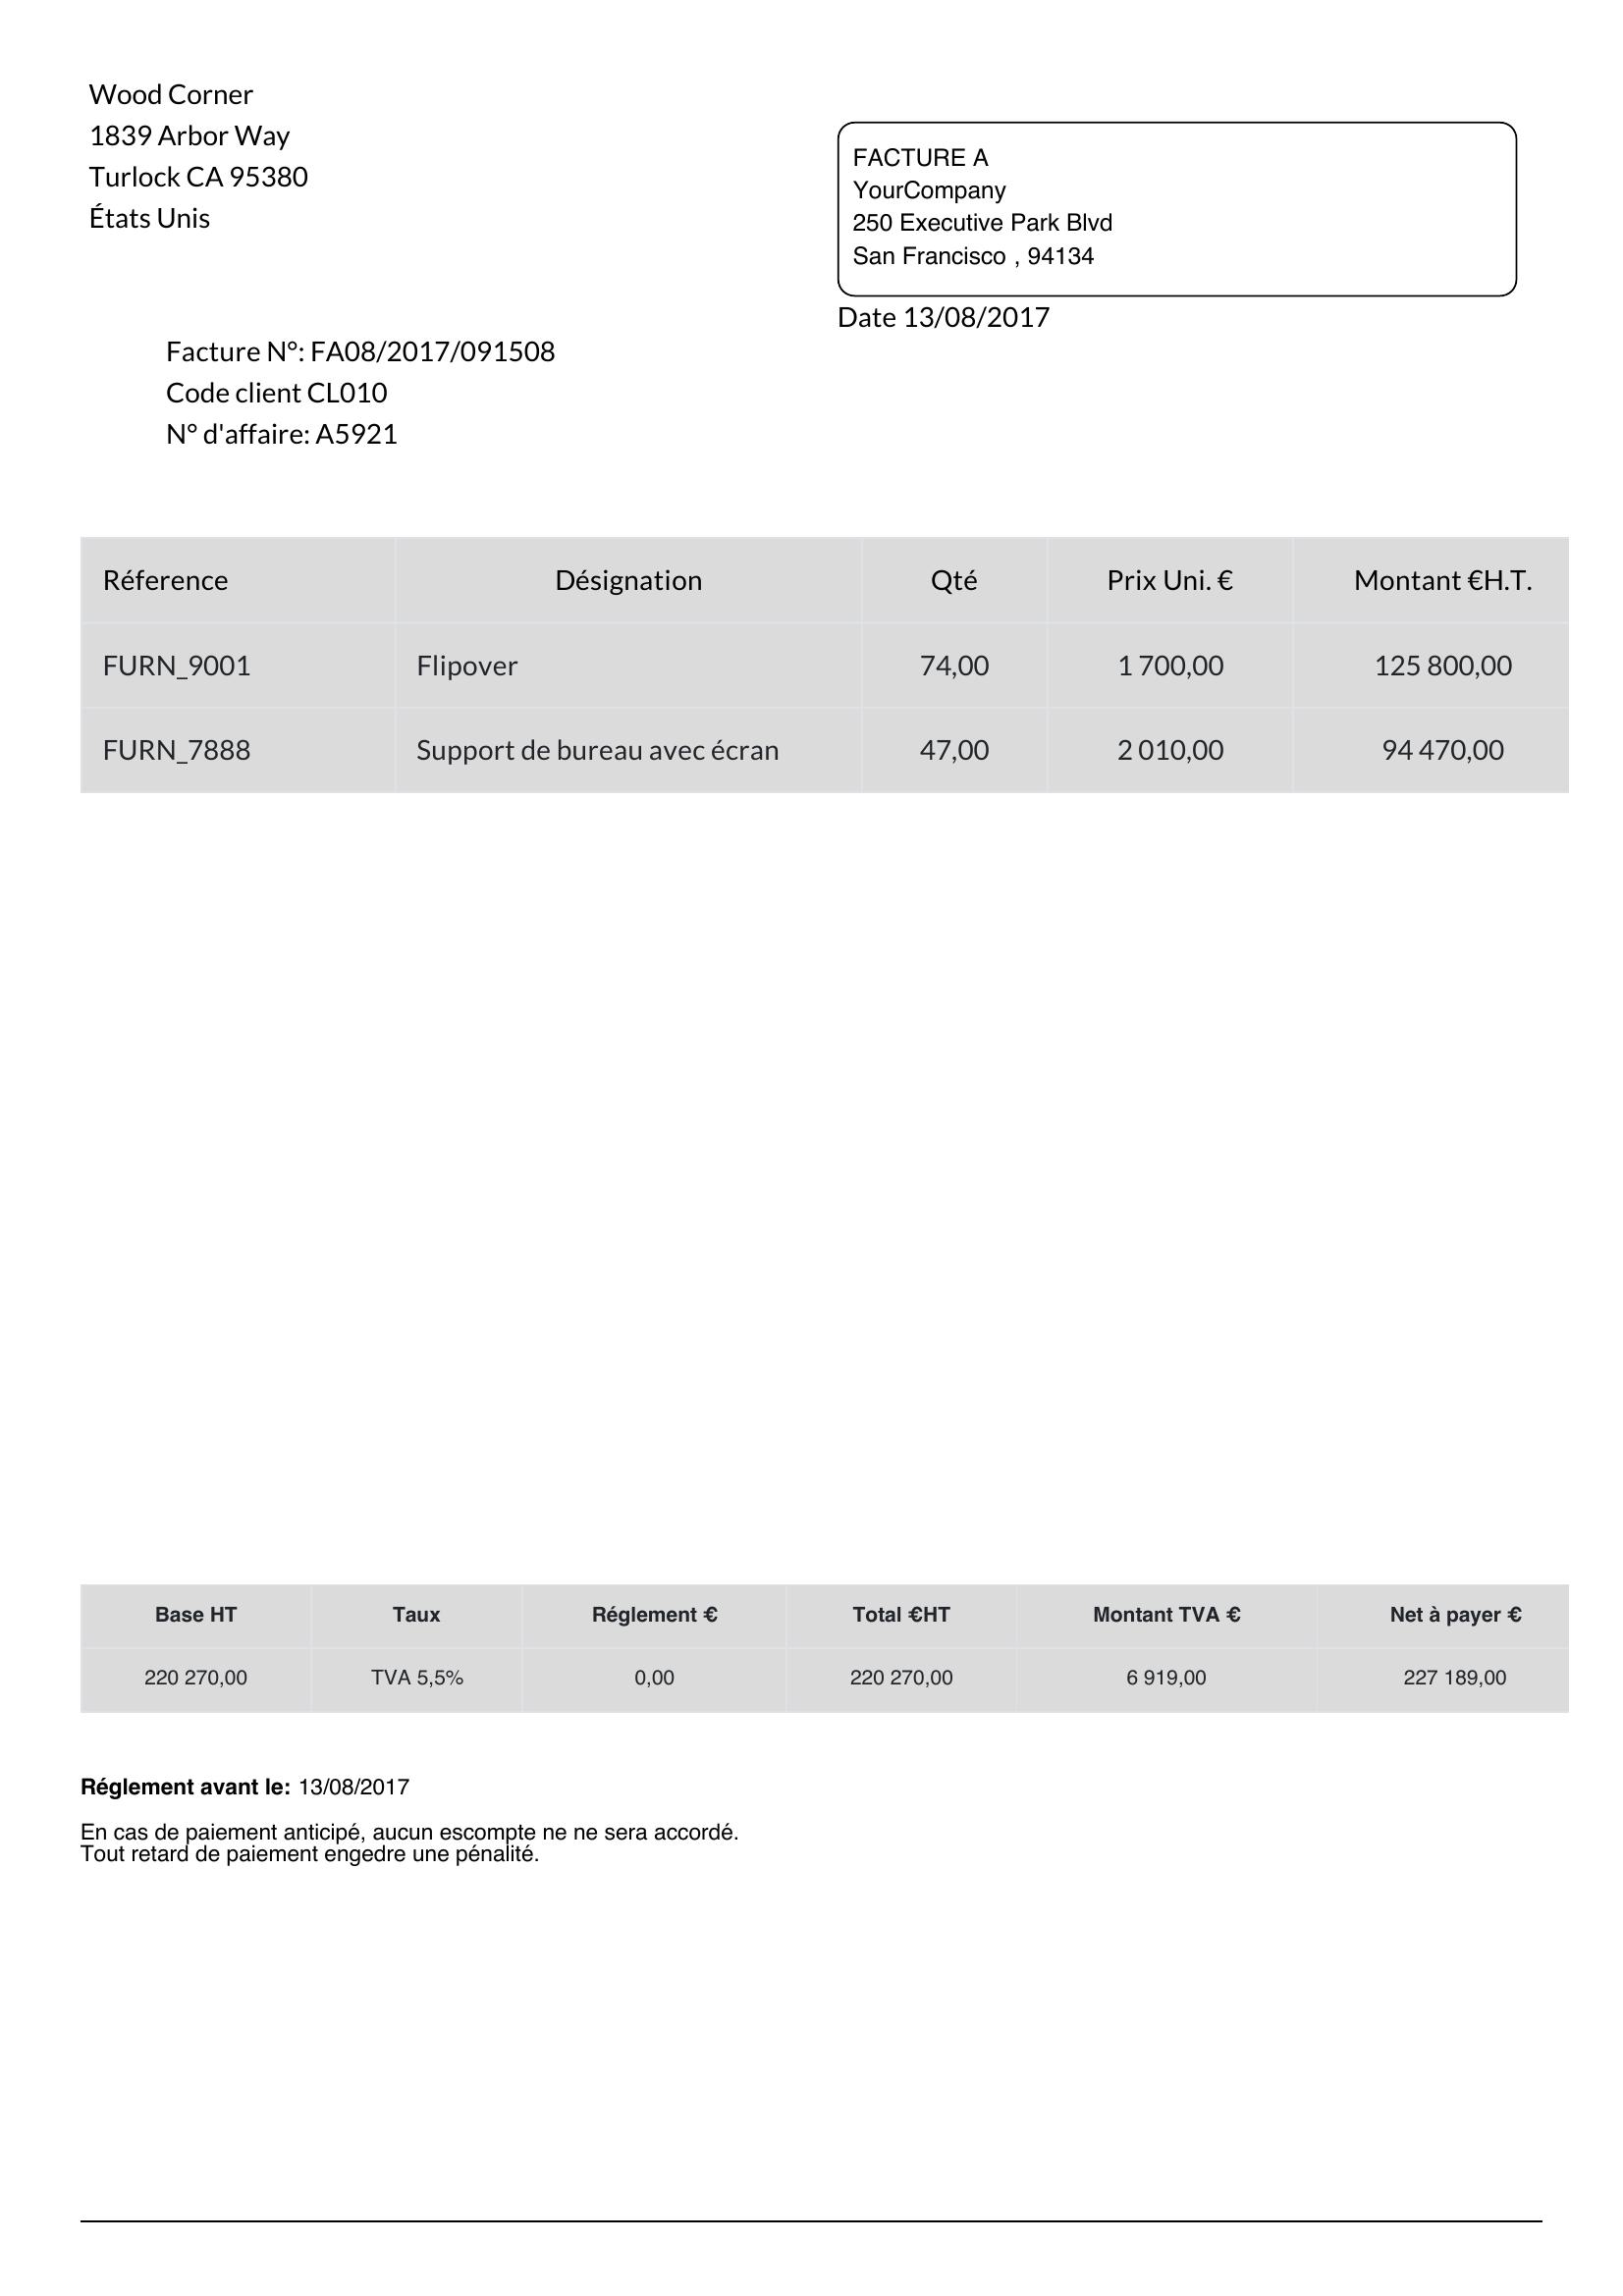 Wood Corner
1839 Arbor Way
Turlock CA 95380
États Unis
FACTURE A
YourCompany
250 Executive Park Blvd
San Francisco , 94134
Date 13/08/2017
Facture N°: FA08/2017/091508
Code client CL010
N° d'affaire: A5921
Réference Désignation Qté Prix Uni. € Montant €H.T.
FURN_9001 Flipover 74,00 1 700,00 125 800,00
FURN_7888 Support de bureau avec écran 47,00 2 010,00 94 470,00
Base HT Taux Réglement € Total €HT Montant TVA € Net à payer €
220 270,00 TVA 5,5% 0,00 220 270,00 6 919,00 227 189,00
Réglement avant le: 13/08/2017
En cas de paiement anticipé, aucun escompte ne ne sera accordé.
Tout retard de paiement engedre une pénalité.